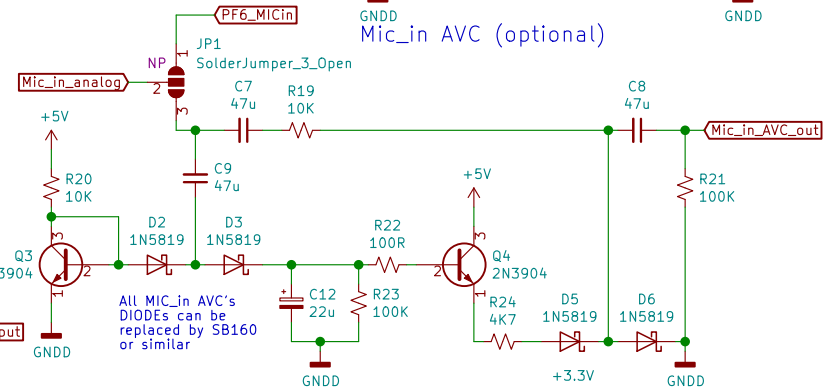 GNDD
GNDD
PF6_MICin
Mic_in AVC (optional)
JP1
SolderJumper_3_Open
NP
1
2
3
Mic_in_analog
C7
47u
R19
10K
C8
47u
Mic_in_AVC_out
+5V
R20
10K
C9
47u
+5V
R21
100K
D2
1N5819
D3
1N5819
R22
100R
Q3
3904
3
2
1
Q4
2N3904
3
2
1
All MIC_in AVC's
DIODEs can be
replaced by SB160
or similar
C12
22u
+
R23
100K
R24
4K7
D5
1N5819
D6
1N5819
put
GNDD
GNDD
+3.3V
GNDD